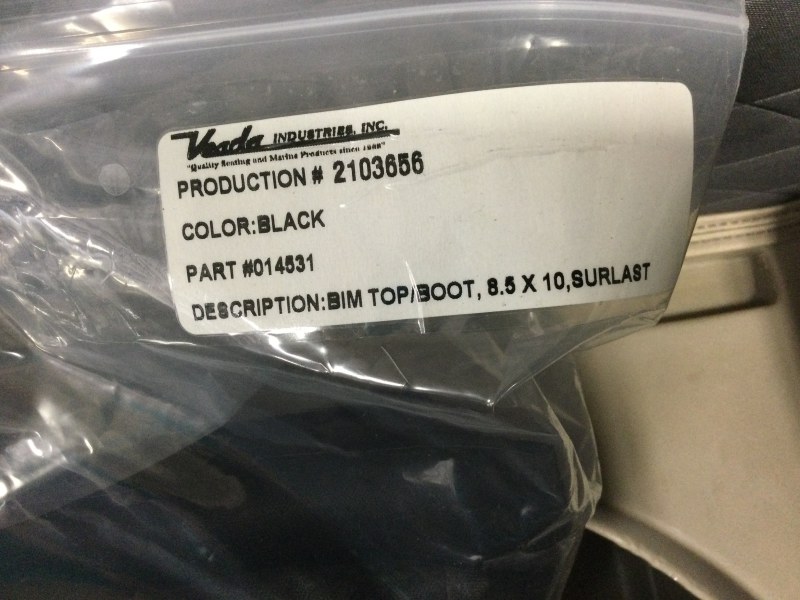 Veada INDUSTRIES, INC.
"Quality Seating and Marine Products since 1968"
PRODUCTION # 2103656
COLOR:BLACK
PART #014531
DESCRIPTION:BIM TOP/BOOT, 8.5 X 10,SURLAST